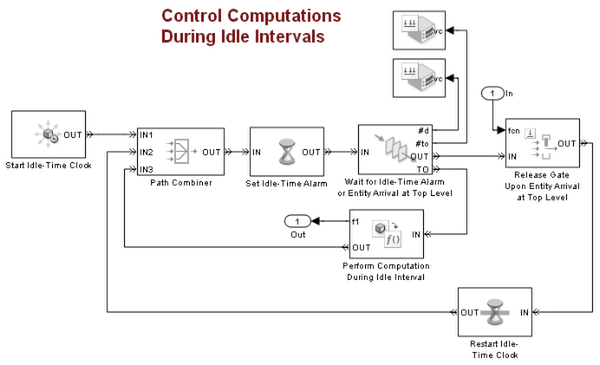 Control Computations
During Idle Intervals
vc
vc
1
In
OUT
Start Idle-Time Clock
IN1
IN2
IN3
OUT
Path Combiner
IN
OUT
Set Idle-Time Alarm
IN
#d
#to
OUT
TO
Wait for Idle-Time Alarm
or Entity Arrival at Top Level
fcn
IN
OUT
Release Gate
Upon Entity Arrival
at Top Level
1
Out
f1
OUT
IN
f()
Perform Computation
During Idle Interval
OUT
IN
Restart Idle-
Time Clock